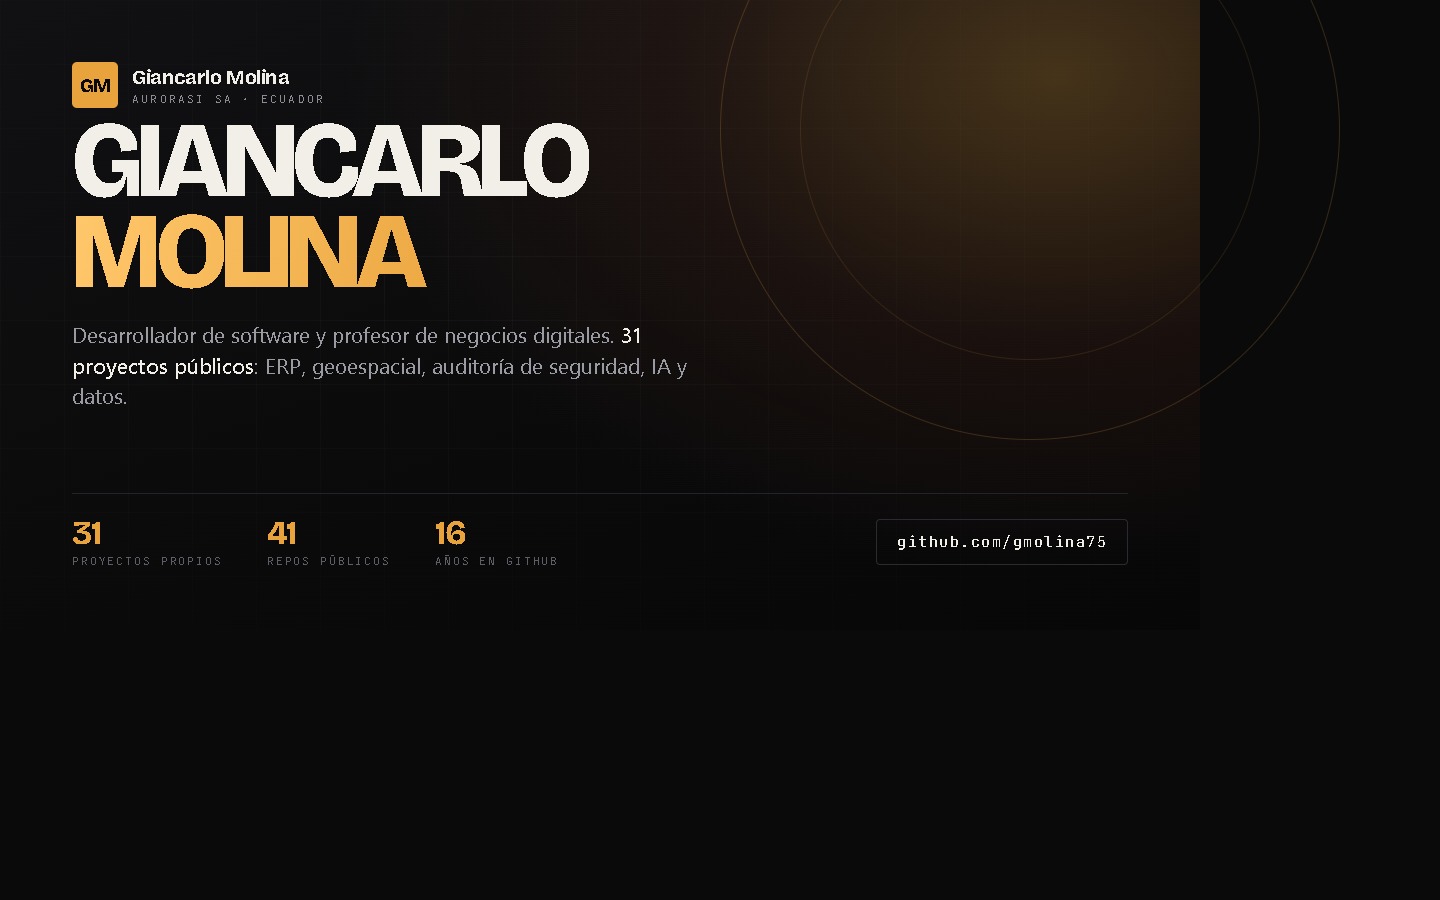 GM
Giancarlo Molina
AURORASI SA · ECUADOR
GIANCARLO
MOLINA
Desarrollador de software y profesor de negocios digitales. 31
proyectos públicos: ERP, geoespacial, auditoría de seguridad, IA y
datos.
31
PROYECTOS PROPIOS
41
REPOS PÚBLICOS
16
AÑOS EN GITHUB
github.com/gmolina75